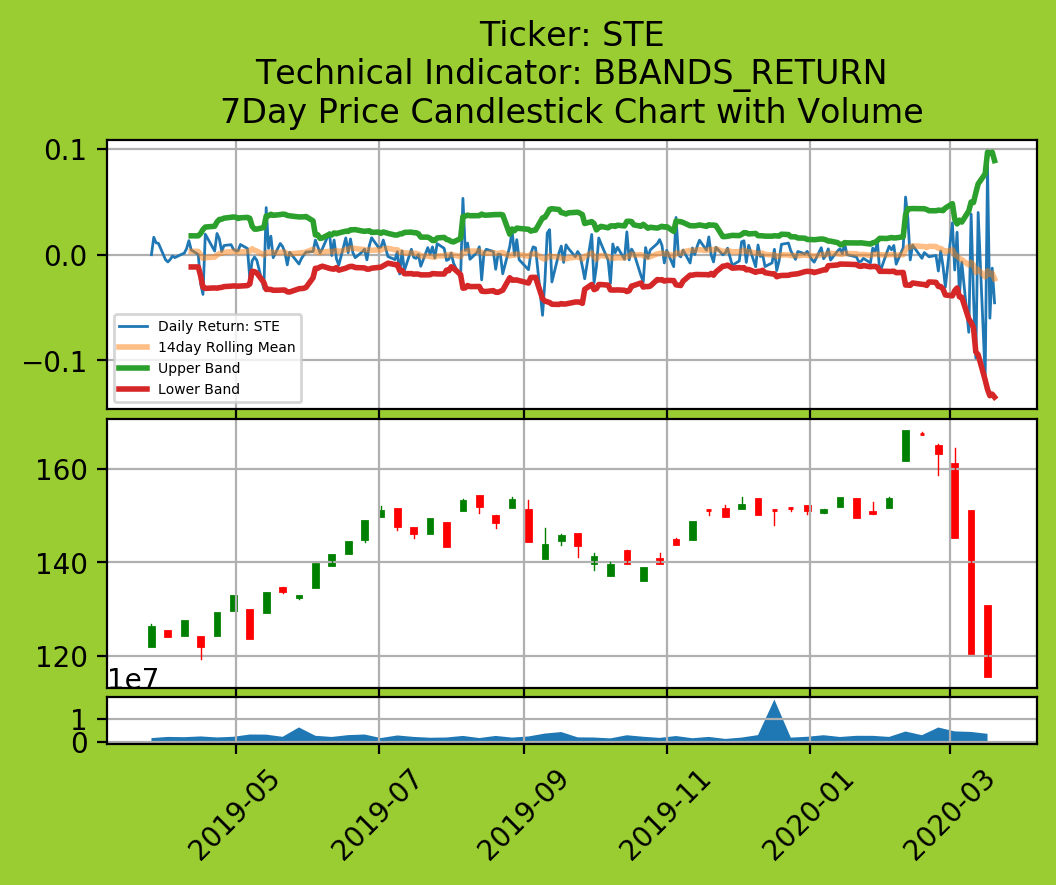 Ticker: STE
Technical Indicator: BBANDS_RETURN
7Day Price Candlestick Chart with Volume
0.1
0.0
−0.1
Daily Return: STE
14day Rolling Mean
Upper Band
Lower Band
160
140
120
1e7
1
0
2019-05
2019-07
2019-09
2019-11
2020-01
2020-03